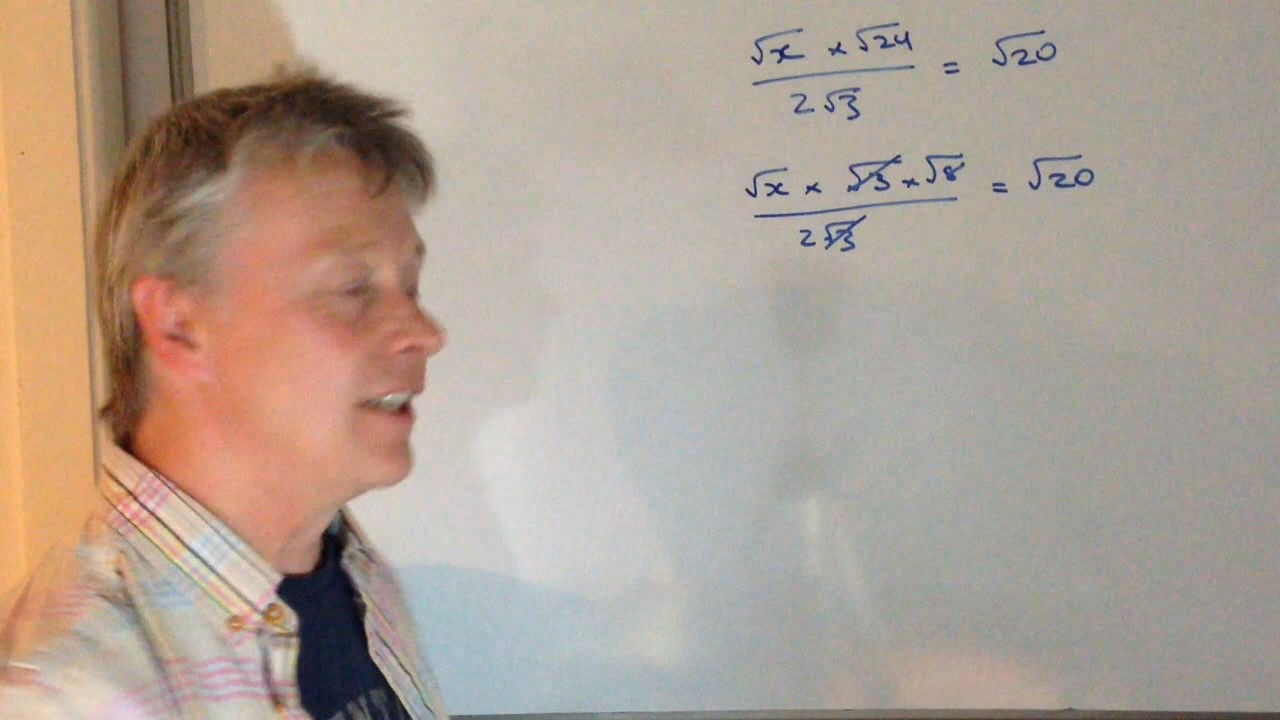 √x × √24
2√3
= √20
√x × √3 × √8
2√3
= √20